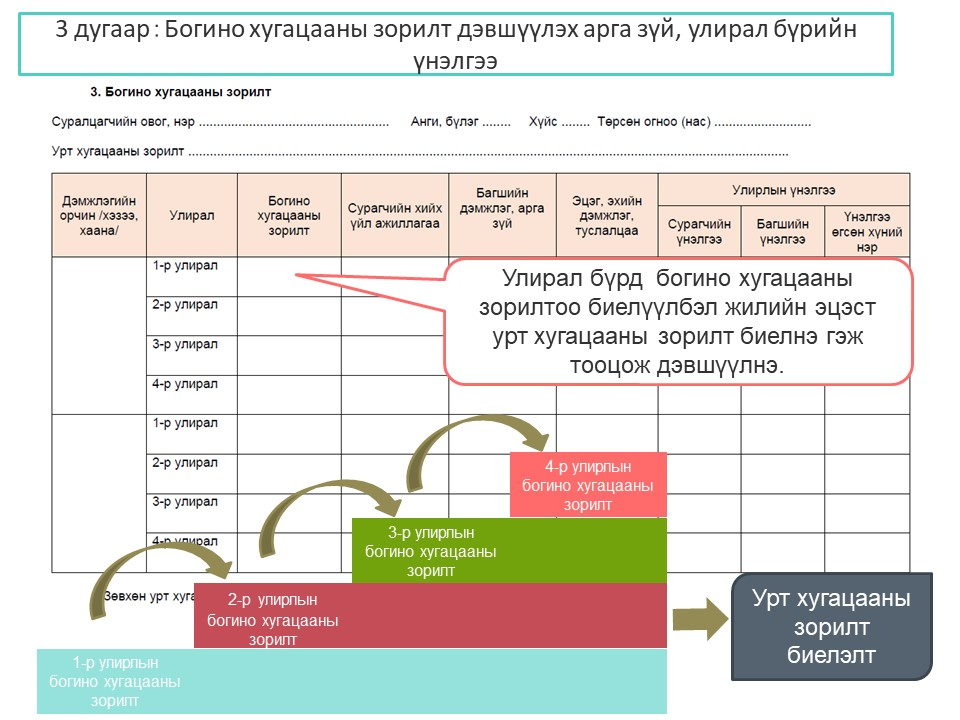 3 дугаар : Богино хугацааны зорилт дэвшүүлэх арга зүй, улирал бүрийн
үнэлгээ
3. Богино хугацааны зорилт
Суралцагчийн овог, нэр ..................................................... Анги, бүлэг ........ Хүйс ........ Төрсөн огноо (нас) ...........................
Урт хугацааны зорилт ........................................................................................................................................................................
Дэмжлэгийн
орчин /хэзээ,
хаана/
Улирал
Богино
хугацааны
зорилт
Сурагчийн хийх
үйл ажиллагаа
Багшийн
дэмжлэг, арга
зүй
Эцэг, эхийн
дэмжлэг,
туслалцаа
Улирлын үнэлгээ
Сурагчийн
үнэлгээ
Багшийн
үнэлгээ
Үнэлгээ
өгсөн хүний
нэр
1-р улирал
2-р улирал
3-р улирал
4-р улирал
Улирал бүрд богино хугацааны
зорилтоо биелүүлбэл жилийн эцэст
урт хугацааны зорилт биелнэ гэж
тооцож дэвшүүлнэ.
1-р улирал
2-р улирал
3-р улирал
4-р улирал
4-р улирлын
богино хугацааны
зорилт
3-р улирлын
богино хугацааны
зорилт
Зөвхөн урт
2-р улирлын
богино хугацааны
зорилт
1-р улирлын
богино хугацааны
зорилт
Урт хугацааны
зорилт
биелэлт